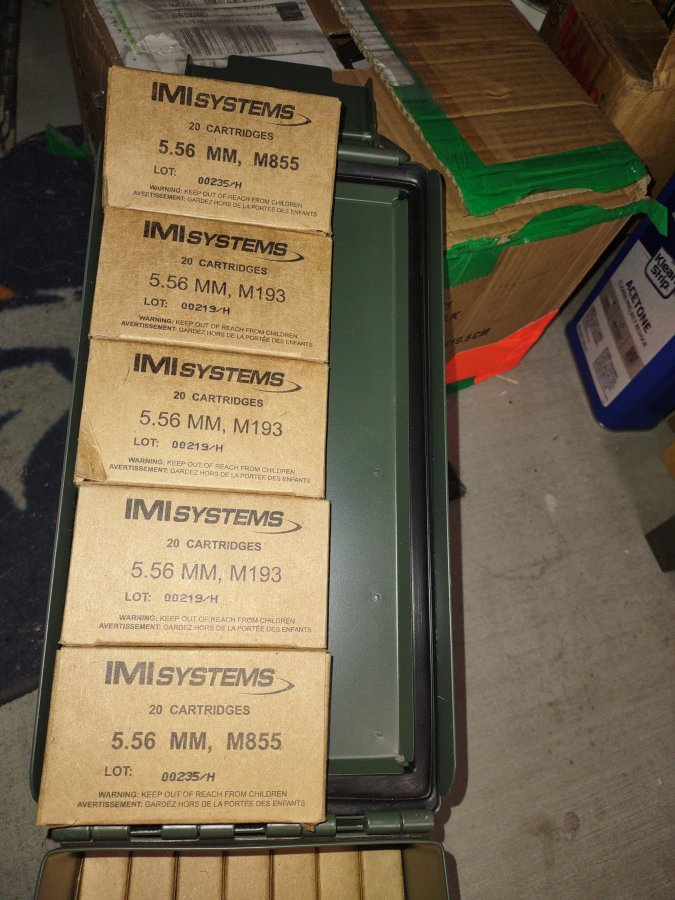 IMI SYSTEMS
20 CARTRIDGES
5.56 MM, M855
LOT: 00235/H
WARNING: KEEP OUT OF REACH FROM CHILDREN
AVERTISSEMENT: GARDEZ HORS DE LA PORTÉE DES ENFANTS
IMI SYSTEMS
20 CARTRIDGES
5.56 MM, M193
LOT: 00219/H
WARNING: KEEP OUT OF REACH FROM CHILDREN
AVERTISSEMENT: GARDEZ HORS DE LA PORTÉE DES ENFANTS
IMI SYSTEMS
20 CARTRIDGES
5.56 MM, M193
LOT: 00219/H
WARNING: KEEP OUT OF REACH FROM CHILDREN
AVERTISSEMENT: GARDEZ HORS DE LA PORTÉE DES ENFANTS
IMI SYSTEMS
20 CARTRIDGES
5.56 MM, M193
LOT: 00219/H
WARNING: KEEP OUT OF REACH FROM CHILDREN
AVERTISSEMENT: GARDEZ HORS DE LA PORTÉE DES ENFANTS
IMI SYSTEMS
20 CARTRIDGES
5.56 MM, M855
LOT: 00235/H
WARNING: KEEP OUT OF REACH FROM CHILDREN
AVERTISSEMENT: GARDEZ HORS DE LA PORTÉE DES ENFANTS
Klean
Strip
ACETONE